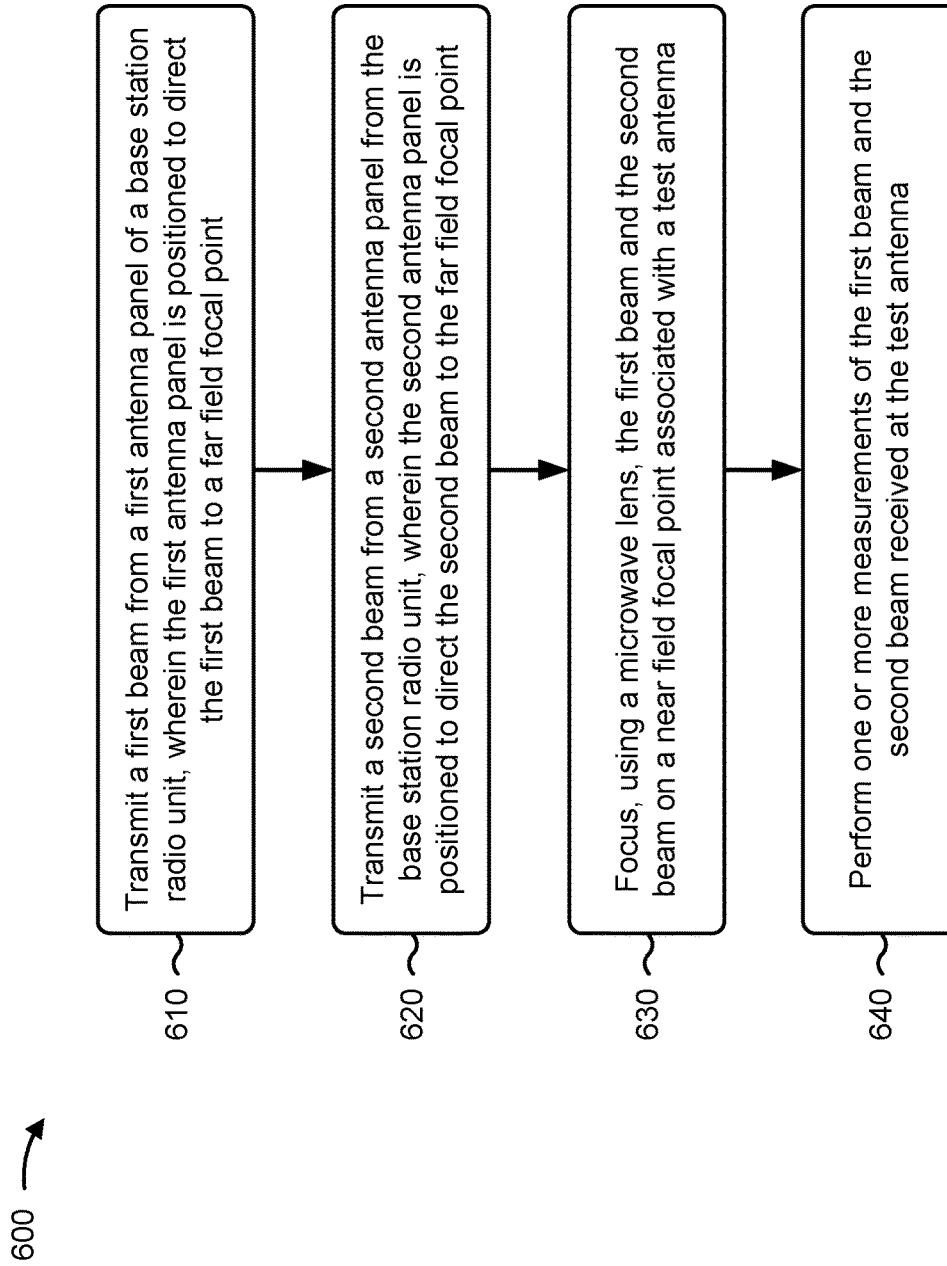 600
610
Transmit a first beam from a first antenna panel of a base station
radio unit, wherein the first antenna panel is positioned to direct
the first beam to a far field focal point
620
Transmit a second beam from a second antenna panel from the
base station radio unit, wherein the second antenna panel is
positioned to direct the second beam to the far field focal point
630
Focus, using a microwave lens, the first beam and the second
beam on a near field focal point associated with a test antenna
640
Perform one or more measurements of the first beam and the
second beam received at the test antenna